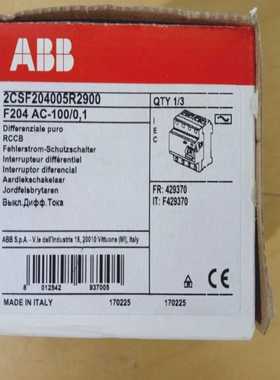 ABB
2CSF204005R2900
QTY 1/3
F204 AC-100/0,1
Differenziale puro
RCCB
Fehlerstrom-Schutzschalter
Interrupteur différentiel
Interruptor diferencial
Aardlekschakelaar
Jordfelsbrytaren
Выкл.Дифф.Тока
I
E
C
FR: 429370
IT: F429370
ABB S.p.A. - V.le dell'Industria 18, 20010 Vittuone (MI), Italy
8 012542 937005
MADE IN ITALY
170225
170225